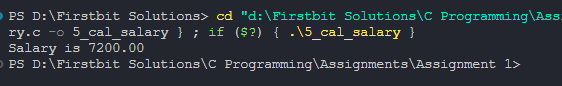 PS D:\Firstbit Solutions> cd "d:\Firstbit Solutions\C Programming\Ass
ry.c -o 5_cal_salary } ; if ($?) { .\5_cal_salary }
Salary is 7200.00
PS D:\Firstbit Solutions\C Programming\Assignments\Assignment 1>